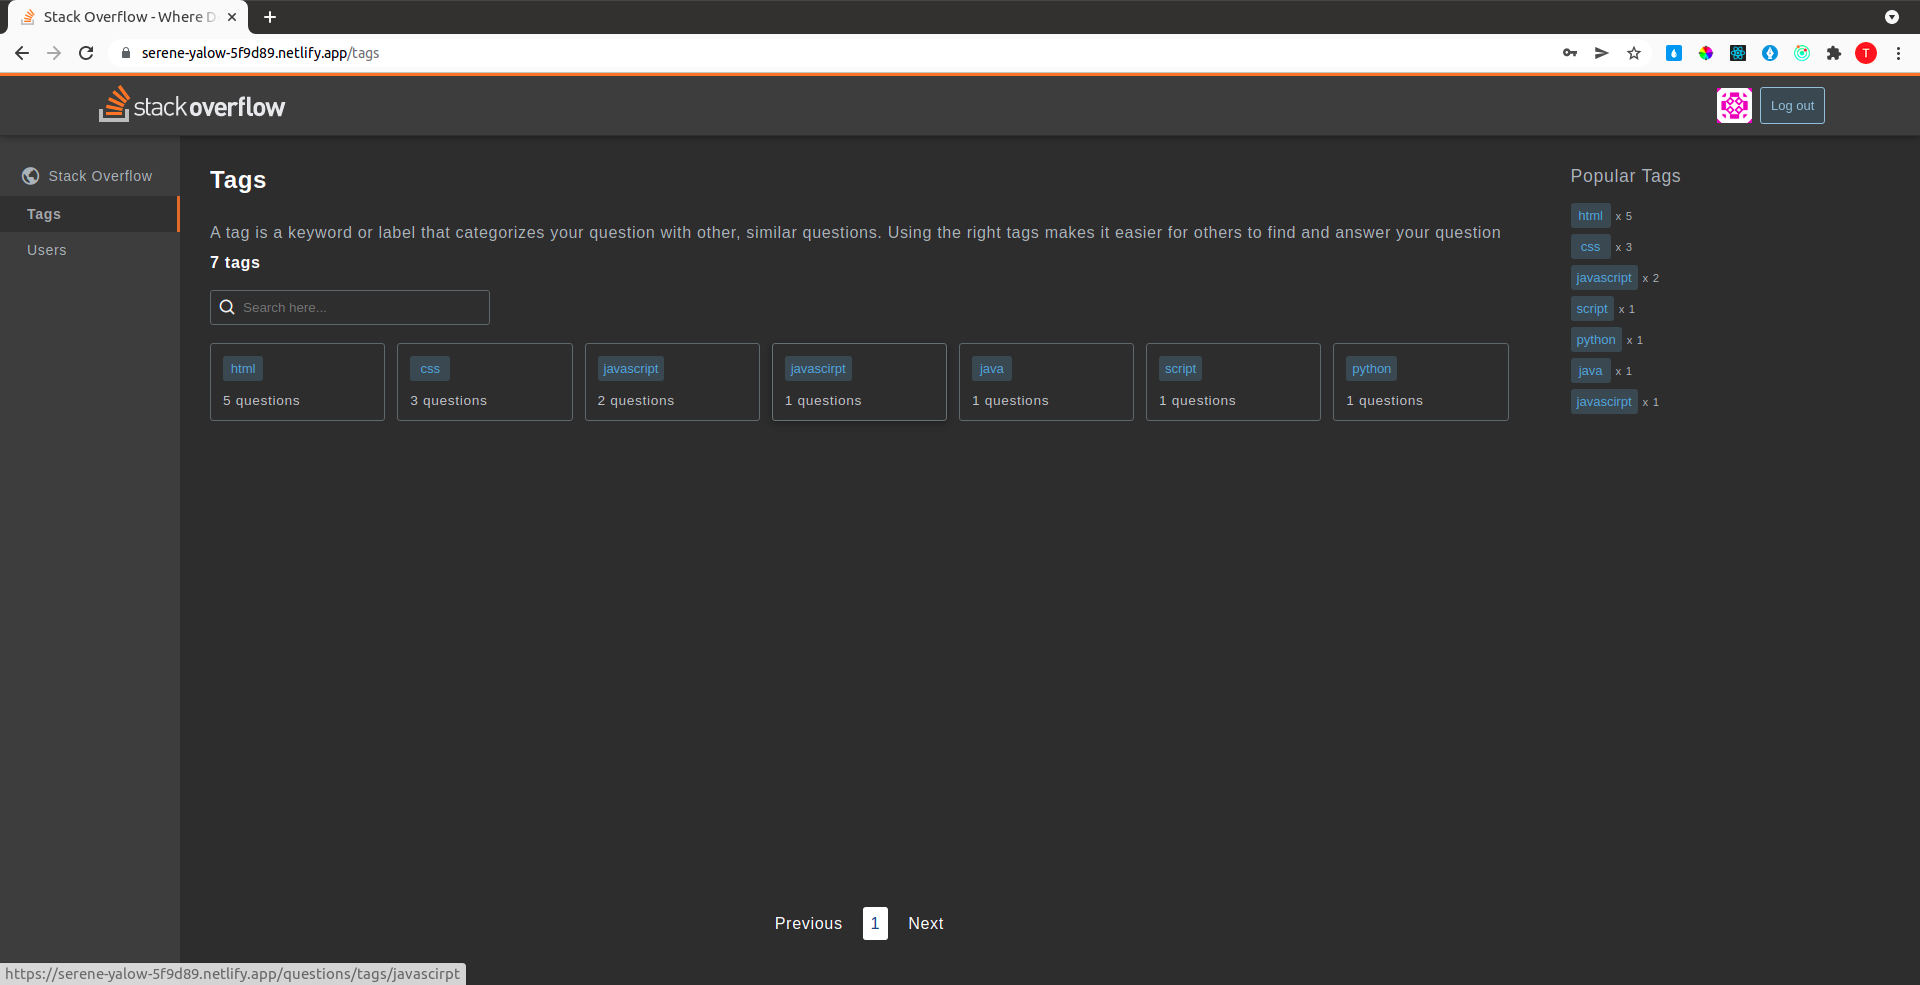 Stack Overflow - Where D
serene-yalow-5f9d89.netlify.app/tags
T
stackoverflow
Log out
Stack Overflow
Tags
Users
Tags
A tag is a keyword or label that categorizes your question with other, similar questions. Using the right tags makes it easier for others to find and answer your question
7 tags
Search here...
html
5 questions
css
3 questions
javascript
2 questions
javascirpt
1 questions
java
1 questions
script
1 questions
python
1 questions
Popular Tags
html x 5
css x 3
javascript x 2
script x 1
python x 1
java x 1
javascirpt x 1
Previous 1 Next
https://serene-yalow-5f9d89.netlify.app/questions/tags/javascirpt